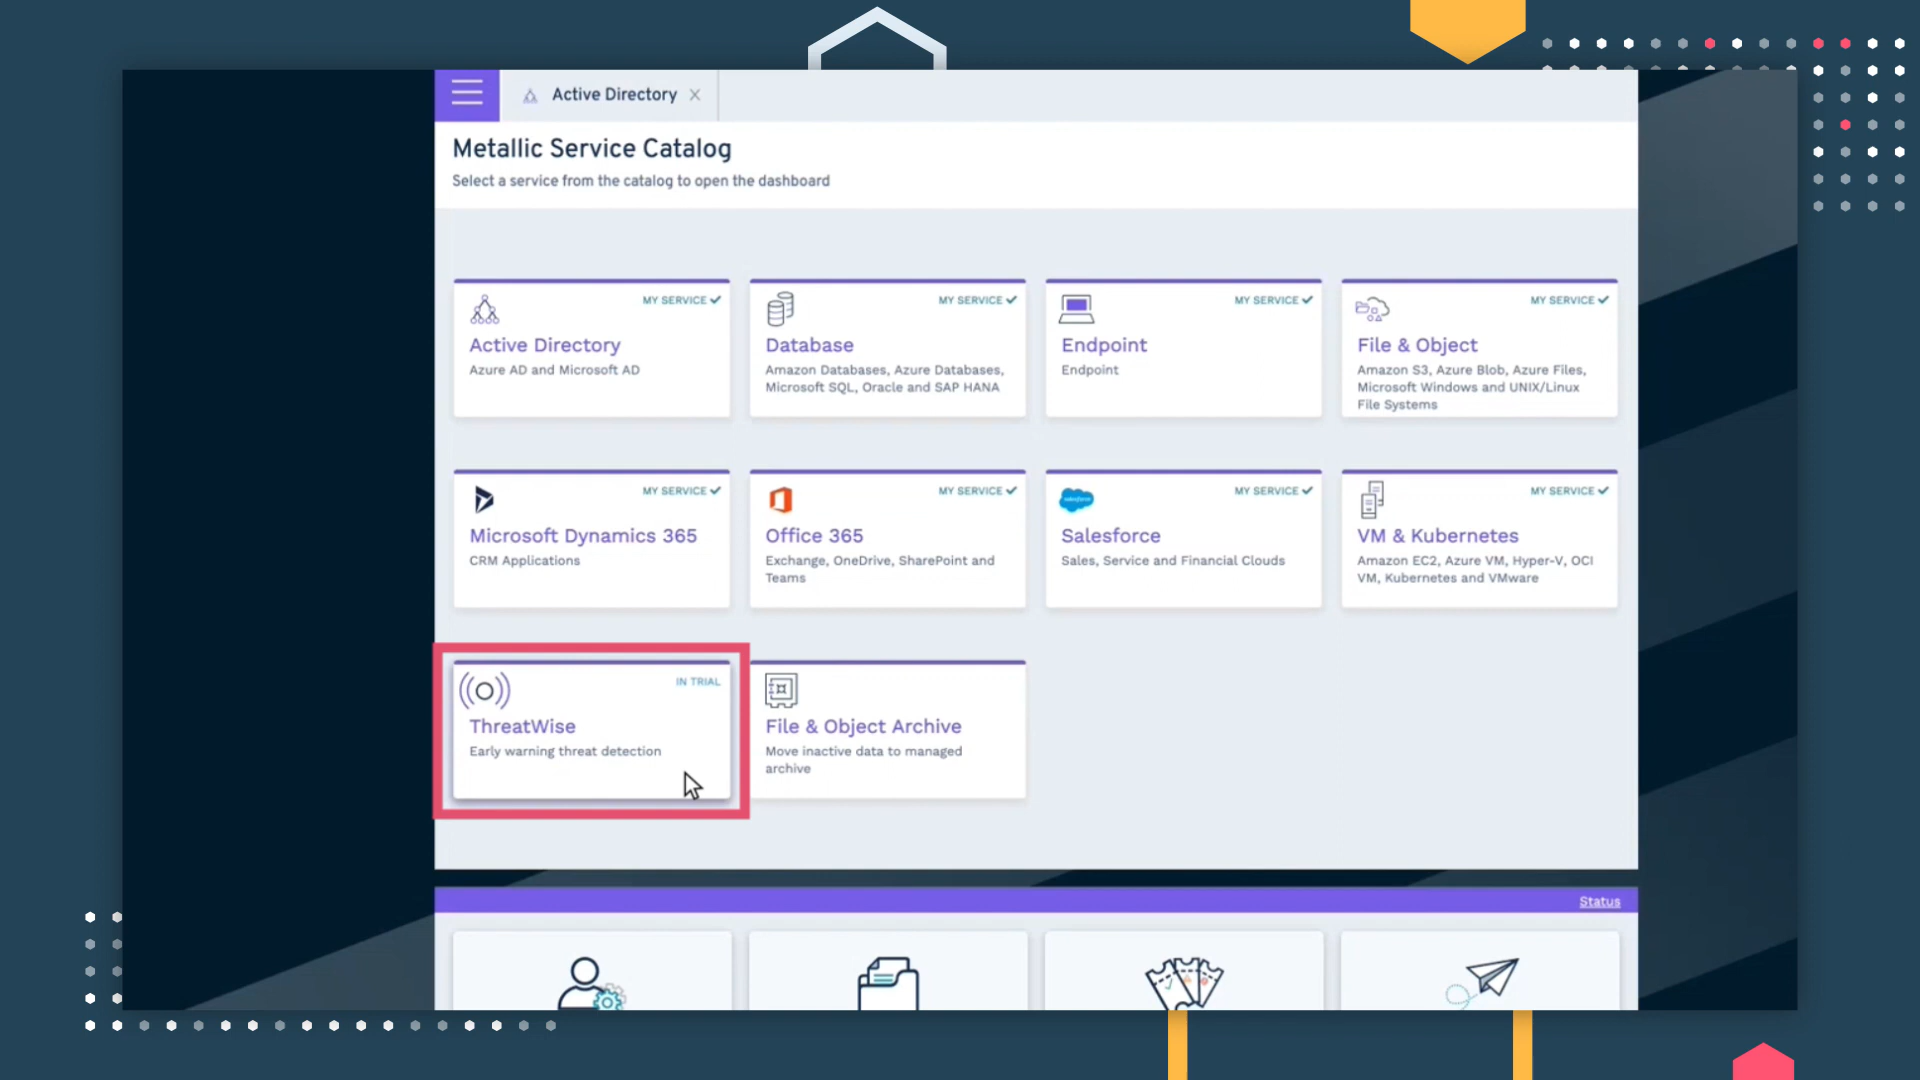 Active Directory
Metallic Service Catalog
Select a service from the catalog to open the dashboard
MY SERVICE
Active Directory
Azure AD and Microsoft AD
MY SERVICE
Database
Amazon Databases, Azure Databases,
Microsoft SQL, Oracle and SAP HANA
MY SERVICE
Endpoint
Endpoint
MY SERVICE
File & Object
Amazon S3, Azure Blob, Azure Files,
Microsoft Windows and UNIX/Linux
File Systems
MY SERVICE
Microsoft Dynamics 365
CRM Applications
MY SERVICE
Office 365
Exchange, OneDrive, SharePoint and
Teams
salesforce
MY SERVICE
Salesforce
Sales, Service and Financial Clouds
MY SERVICE
VM & Kubernetes
Amazon EC2, Azure VM, Hyper-V, OCI
VM, Kubernetes and VMware
IN TRIAL
ThreatWise
Early warning threat detection
File & Object Archive
Move inactive data to managed
archive
Status